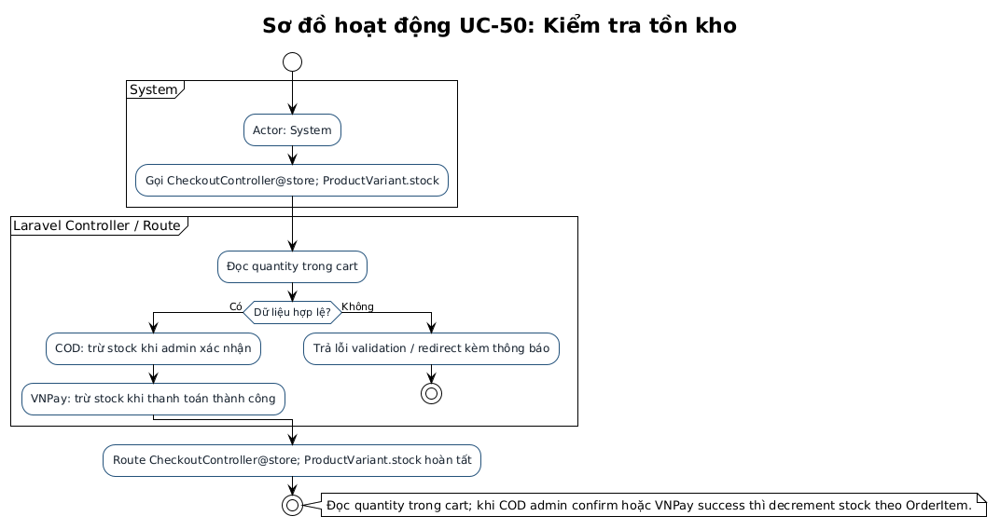 Sơ đồ hoạt động UC-50: Kiểm tra tồn kho
System
Actor: System
Gọi CheckoutController@store; ProductVariant.stock
Laravel Controller / Route
Đọc quantity trong cart
Có
Dữ liệu hợp lệ?
Không
COD: trừ stock khi admin xác nhận
Trả lỗi validation / redirect kèm thông báo
VNPay: trừ stock khi thanh toán thành công
Route CheckoutController@store; ProductVariant.stock hoàn tất
Đọc quantity trong cart; khi COD admin confirm hoặc VNPay success thì decrement stock theo OrderItem.